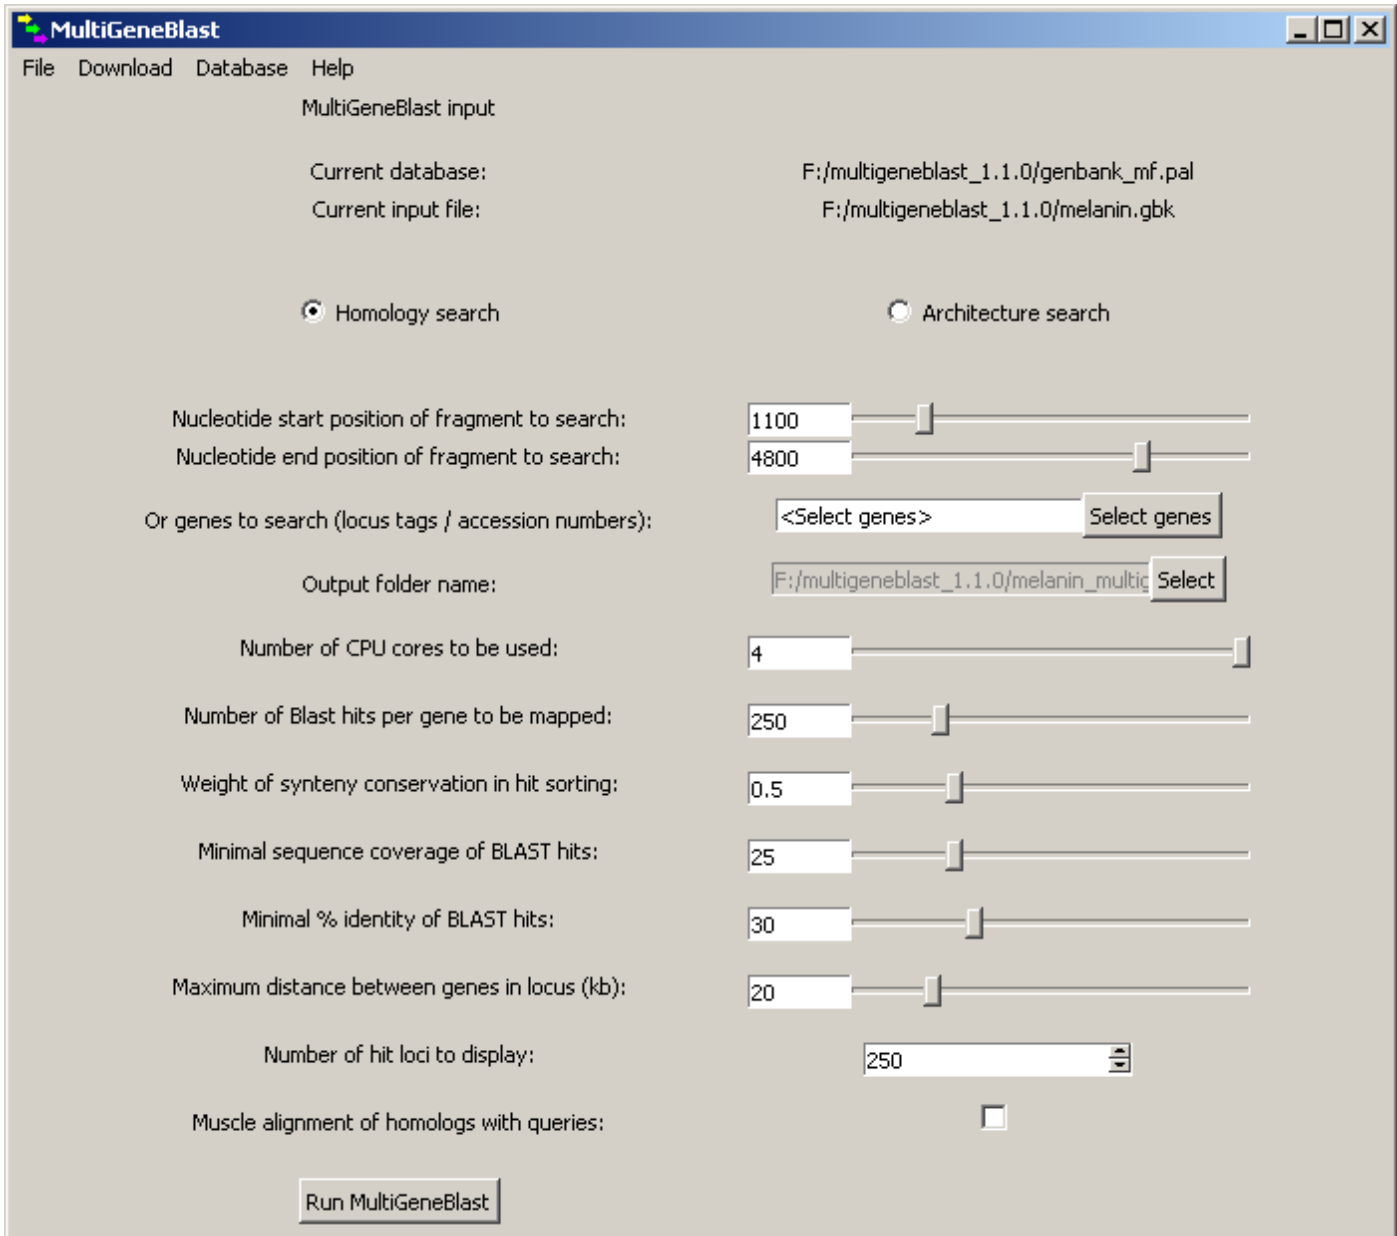 MultiGeneBlast
File Download Database Help
MultiGeneBlast input
Current database: F:/multigeneblast_1.1.0/genbank_mf.pal
Current input file: F:/multigeneblast_1.1.0/melanin.gbk
Homology search Architecture search
Nucleotide start position of fragment to search: 1100
Nucleotide end position of fragment to search: 4800
Or genes to search (locus tags / accession numbers): <Select genes> Select genes
Output folder name: F:/multigeneblast_1.1.0/melanin_multig Select
Number of CPU cores to be used: 4
Number of Blast hits per gene to be mapped: 250
Weight of synteny conservation in hit sorting: 0.5
Minimal sequence coverage of BLAST hits: 25
Minimal % identity of BLAST hits: 30
Maximum distance between genes in locus (kb): 20
Number of hit loci to display: 250
Muscle alignment of homologs with queries:
Run MultiGeneBlast